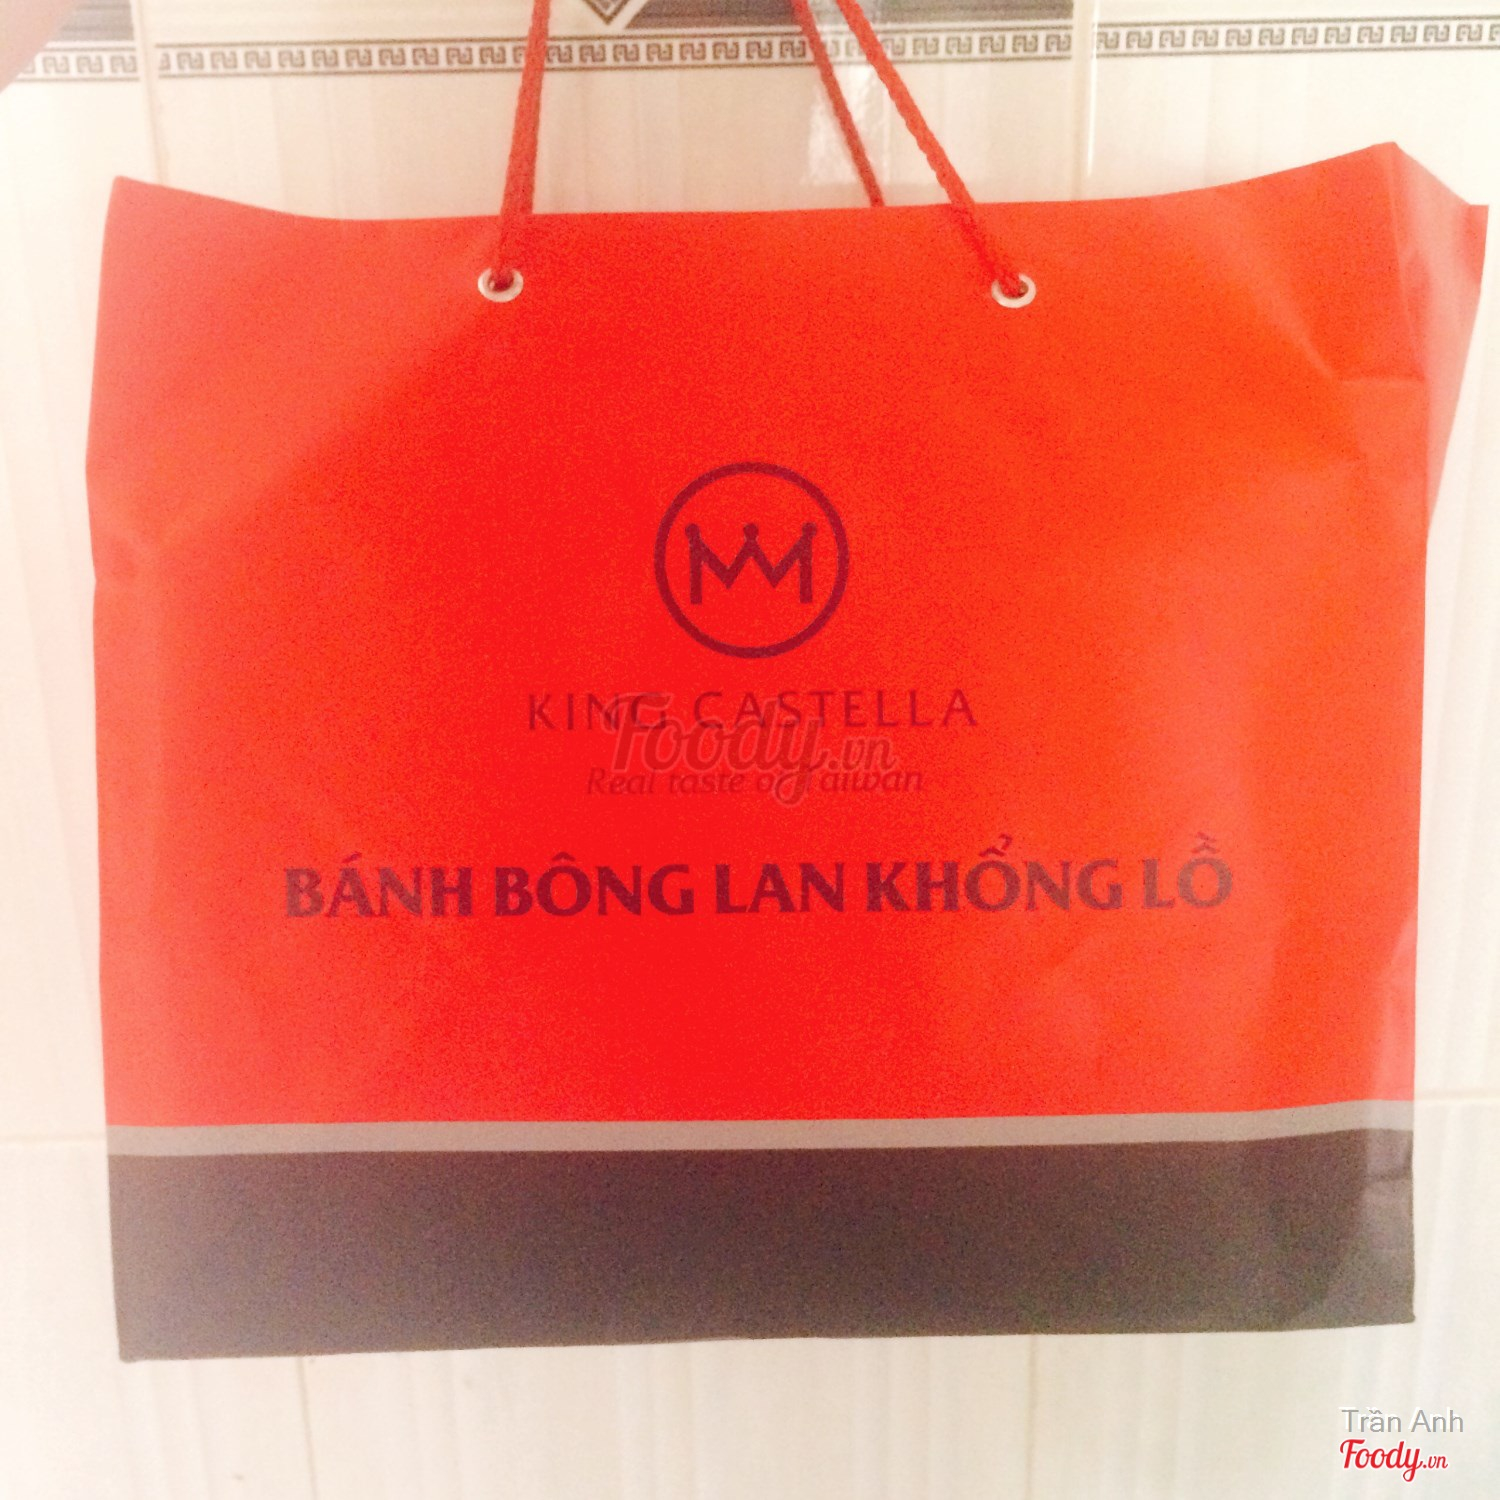 KING CASTELLA
Foody.vn
Real taste of Taiwan
BÁNH BÔNG LAN KHỔNG LỒ
Trần Anh
Foody.vn